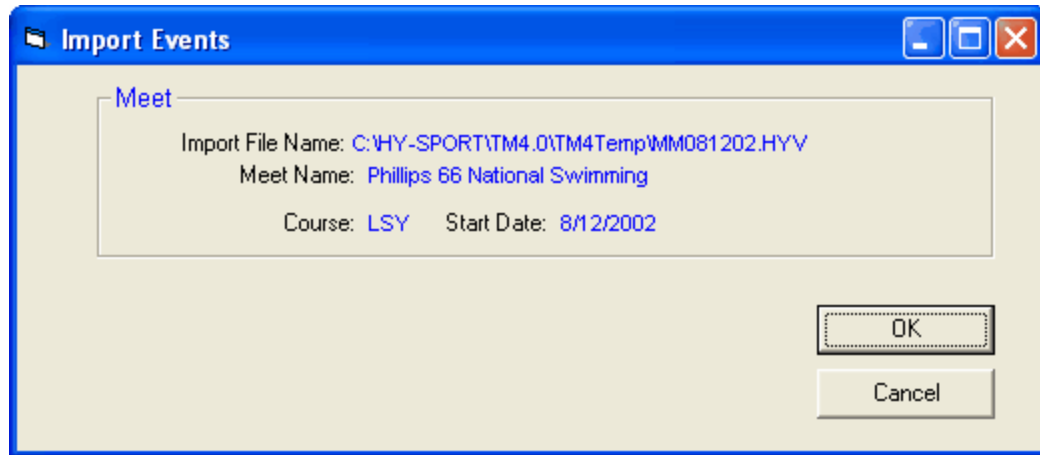 Import Events
Meet
Import File Name: C:\HY-SPORT\TM4.0\TM4Temp\MM081202.HYV
Meet Name: Phillips 66 National Swimming
Course: LSY Start Date: 8/12/2002
OK
Cancel